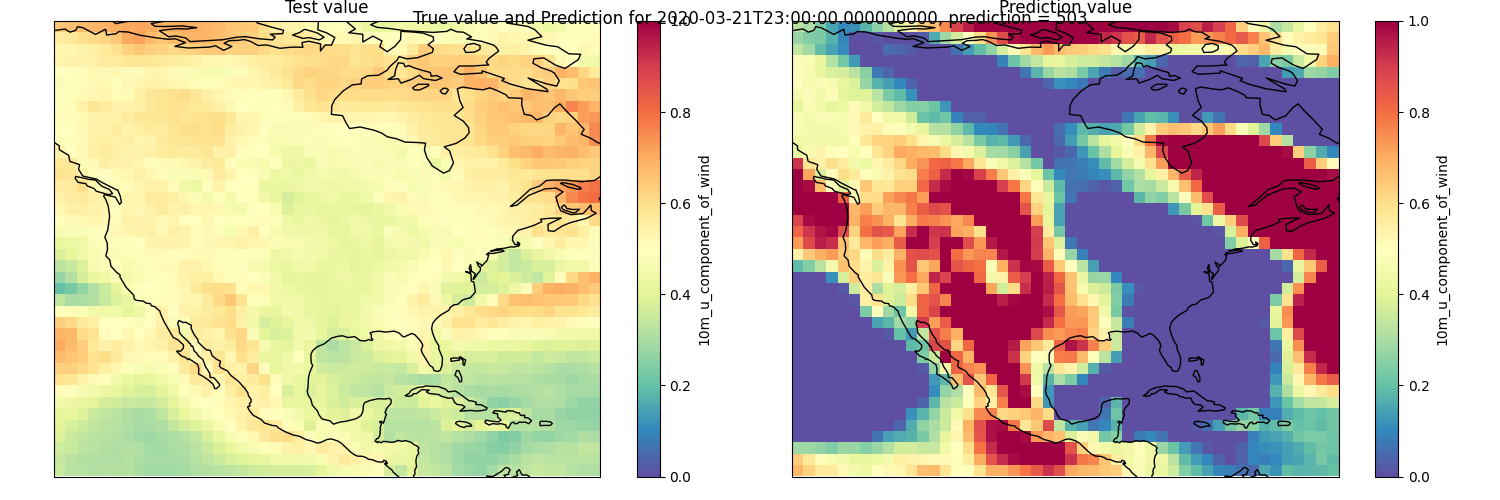 Test value
True value and Prediction for 2020-03-21T23:00:00.000000000, prediction = 503
Prediction value
1.0
0.8
0.6
0.4
0.2
0.0
10m_u_component_of_wind
1.0
0.8
0.6
0.4
0.2
0.0
10m_u_component_of_wind